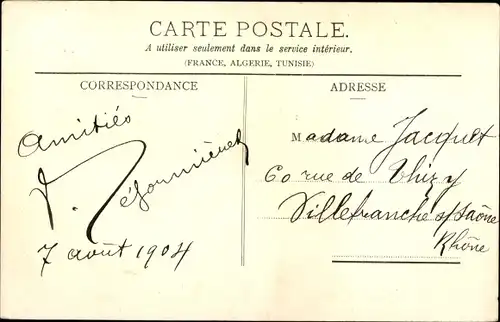 CARTE POSTALE.
A utiliser seulement dans le service intérieur.
(FRANCE, ALGERIE, TUNISIE)
CORRESPONDANCE
Amitiés
7 août 1904
ADRESSE
Madame Jacquet
60 rue de Thizy
Villefranche s/Saône
Rhône